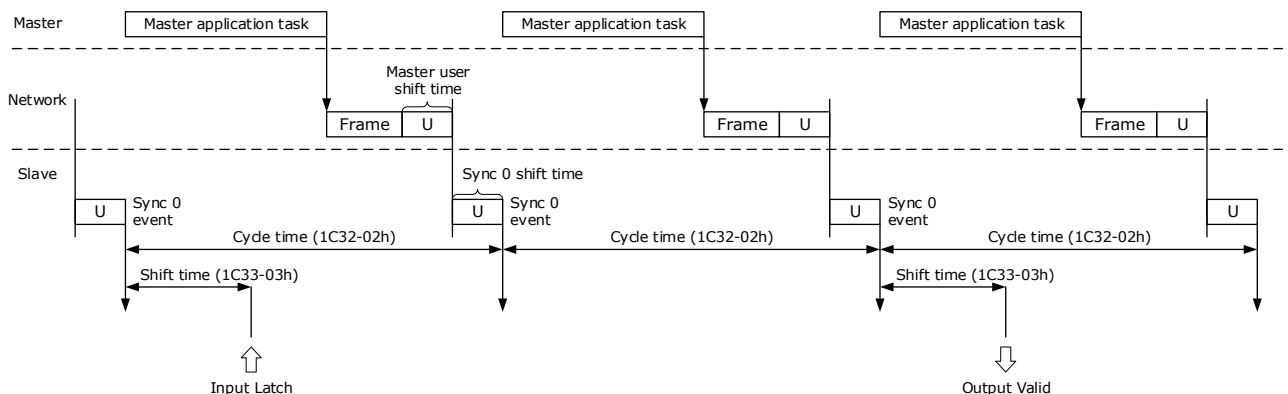 Master
Master application task
Master application task
Master application task
Master user
shift time
Network
Frame
U
Frame
U
Frame
U
Slave
Sync 0 shift time
U
Sync 0
event
U
Sync 0
event
U
Sync 0
event
U
Cycle time (1C32-02h)
Cycle time (1C32-02h)
Cycle time (1C32-02h)
Shift time (1C33-03h)
Shift time (1C33-03h)
Input Latch
Output Valid